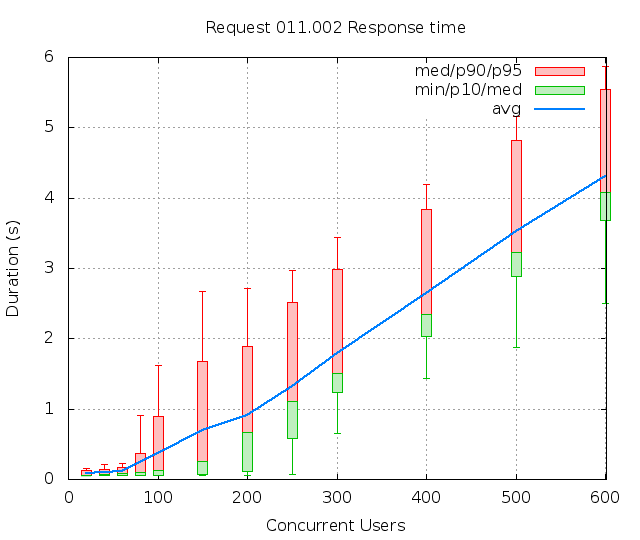 Request 011.002 Response time
6
5
4
3
2
1
0
Duration (s)
med/p90/p95
min/p10/med
avg
0 100 200 300 400 500 600
Concurrent Users